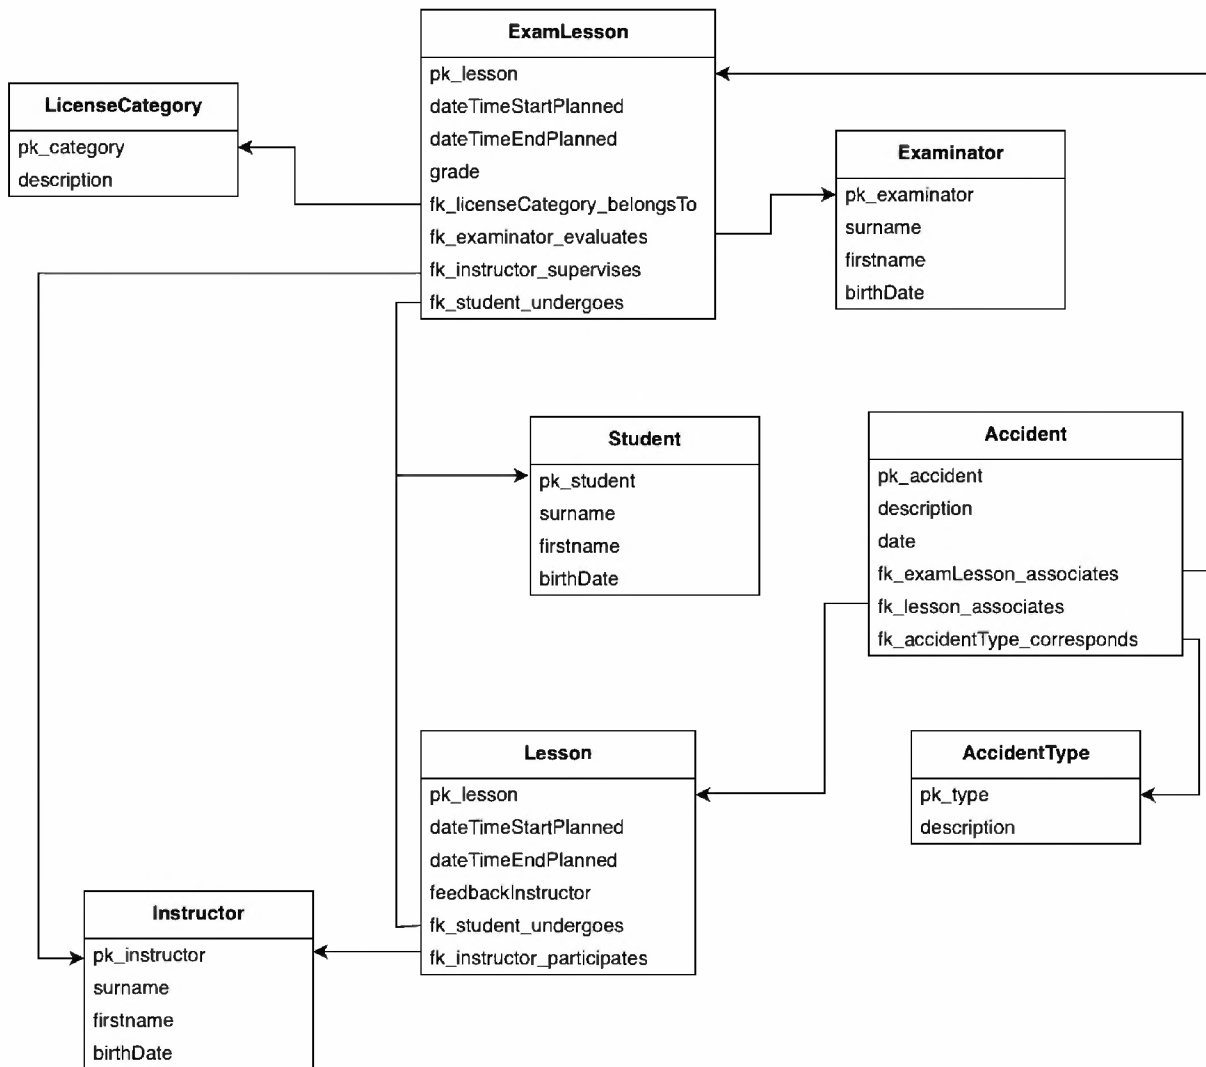 ExamLesson
pk_lesson
dateTimeStartPlanned
dateTimeEndPlanned
grade
fk_licenseCategory_belongsTo
fk_examinator_evaluates
fk_instructor_supervises
fk_student_undergoes
LicenseCategory
pk_category
description
Examinator
pk_examinator
surname
firstname
birthDate
Student
pk_student
surname
firstname
birthDate
Accident
pk_accident
description
date
fk_examLesson_associates
fk_lesson_associates
fk_accidentType_corresponds
Lesson
pk_lesson
dateTimeStartPlanned
dateTimeEndPlanned
feedbackInstructor
fk_student_undergoes
fk_instructor_participates
AccidentType
pk_type
description
Instructor
pk_instructor
surname
firstname
birthDate